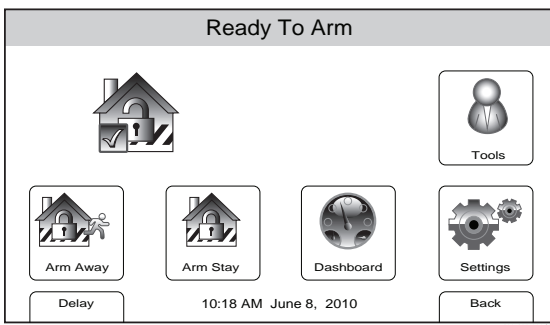 Ready To Arm
Tools
Arm Away
Arm Stay
Dashboard
Settings
Delay
10:18 AM June 8, 2010
Back